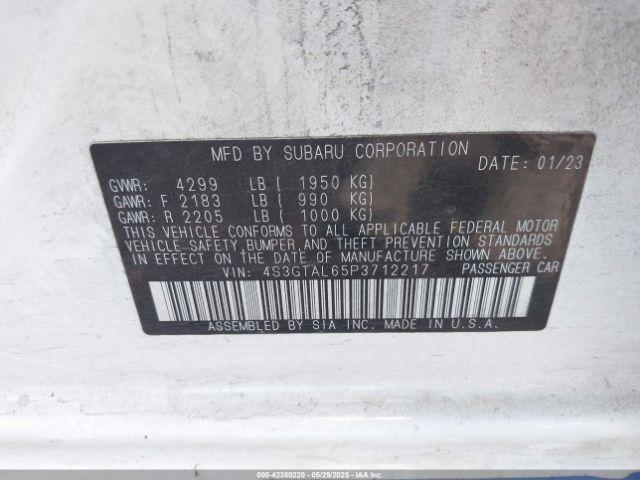 MFD BY SUBARU CORPORATION DATE: 01/23
GVWR: 4299 LB ( 1950 KG)
GAWR: F 2183 LB ( 990 KG)
GAWR: R 2205 LB ( 1000 KG)
THIS VEHICLE CONFORMS TO ALL APPLICABLE FEDERAL MOTOR
VEHICLE SAFETY, BUMPER, AND THEFT PREVENTION STANDARDS
IN EFFECT ON THE DATE OF MANUFACTURE SHOWN ABOVE.
VIN: 4S3GTAL65P3712217 PASSENGER CAR
ASSEMBLED BY SIA INC. MADE IN U.S.A.
000-42380220 - 05/29/2025 - IAAI.COM